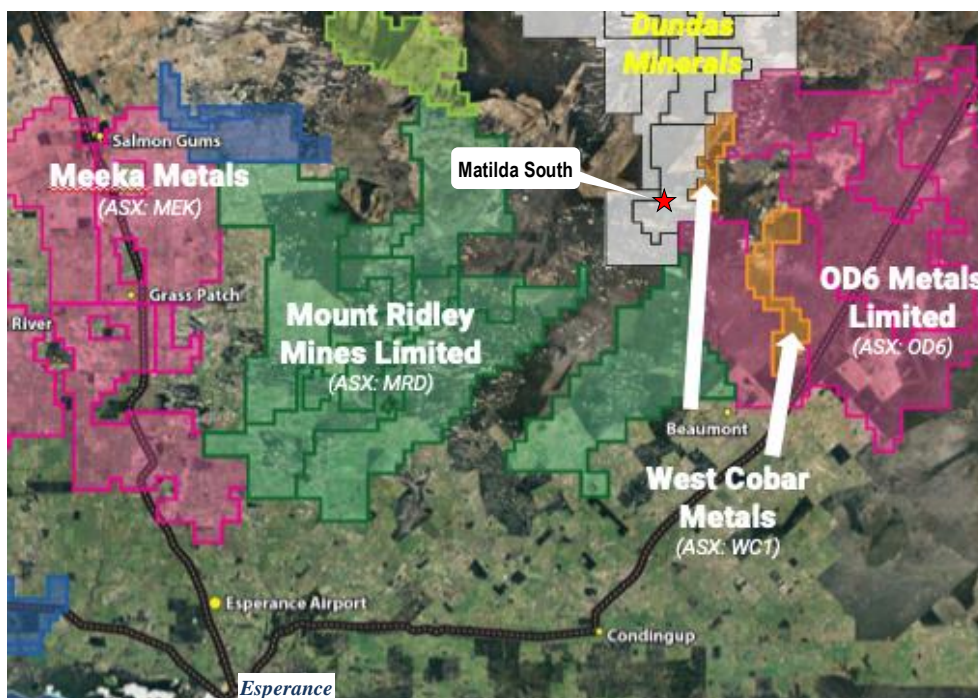 Dundas
Minerals
Salmon Gums
Meeka Metals
(ASX: MEK)
Matilda South
Grass Patch
River
Mount Ridley
Mines Limited
(ASX: MRD)
OD6 Metals
Limited
(ASX: OD6)
Beaumont
West Cobar
Metals
(ASX: WC1)
Esperance Airport
Condingup
Esperance